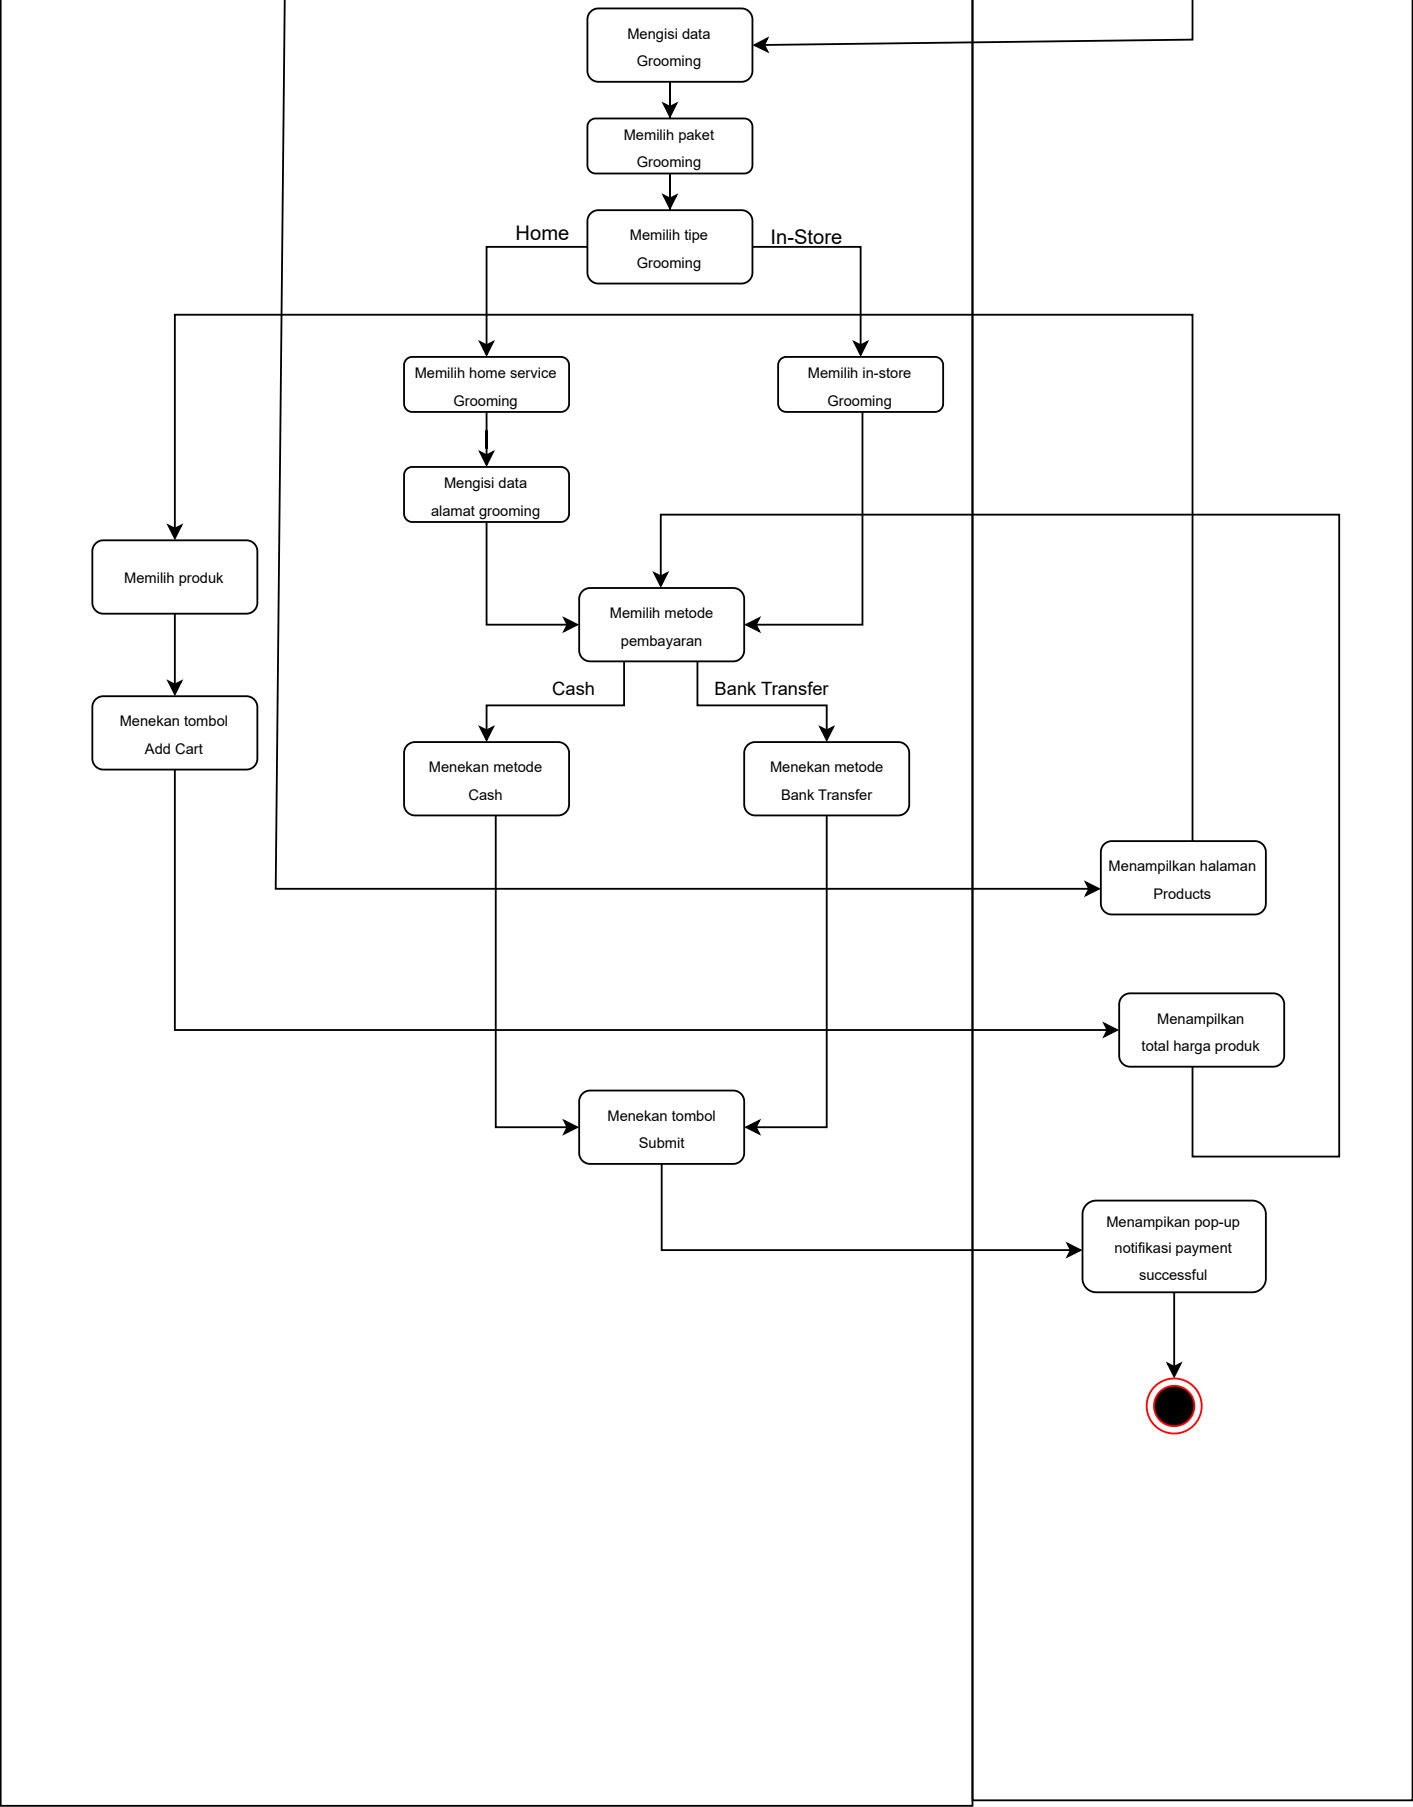 Mengisi data
Grooming
Memilih paket
Grooming
Home
Memilih tipe
Grooming
In-Store
Memilih home service
Grooming
Memilih in-store
Grooming
Mengisi data
alamat grooming
Memilih produk
Memilih metode
pembayaran
Cash
Bank Transfer
Menekan tombol
Add Cart
Menekan metode
Cash
Menekan metode
Bank Transfer
Menampilkan halaman
Products
Menampilkan
total harga produk
Menekan tombol
Submit
Menampikan pop-up
notifikasi payment
successful